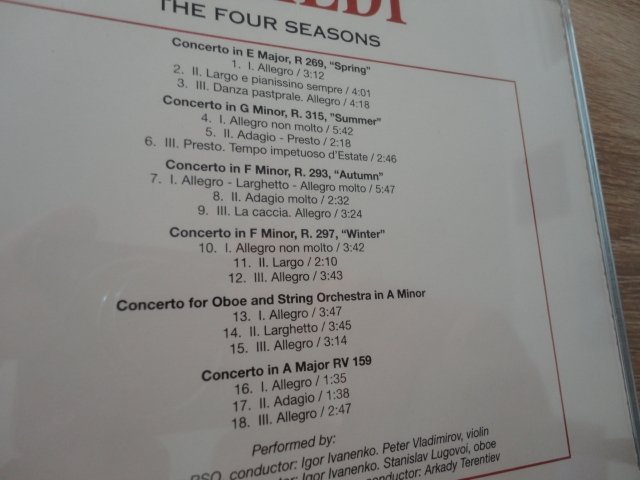 THE FOUR SEASONS
Concerto in E Major, R 269, "Spring"
1. I. Allegro / 3:12
2. II. Largo e pianissino sempre / 4:01
3. III. Danza pastprale. Allegro / 4:18
Concerto in G Minor, R. 315, "Summer"
4. I. Allegro non molto / 5:42
5. II. Adagio - Presto / 2:18
6. III. Presto. Tempo impetuoso d'Estate / 2:46
Concerto in F Minor, R. 293, "Autumn"
7. I. Allegro - Larghetto - Allegro molto / 5:47
8. II. Adagio molto / 2:32
9. III. La caccia. Allegro / 3:24
Concerto in F Minor, R. 297, "Winter"
10. I. Allegro non molto / 3:42
11. II. Largo / 2:10
12. III. Allegro / 3:43
Concerto for Oboe and String Orchestra in A Minor
13. I. Allegro / 3:47
14. II. Larghetto / 3:45
15. III. Allegro / 3:14
Concerto in A Major RV 159
16. I. Allegro / 1:35
17. II. Adagio / 1:38
18. III. Allegro / 2:47
Performed by:
conductor: Igor Ivanenko. Peter Vladimirov, violin
Igor Ivanenko. Stanislav Lugovoi, oboe
conductor: Arkady Terentiev